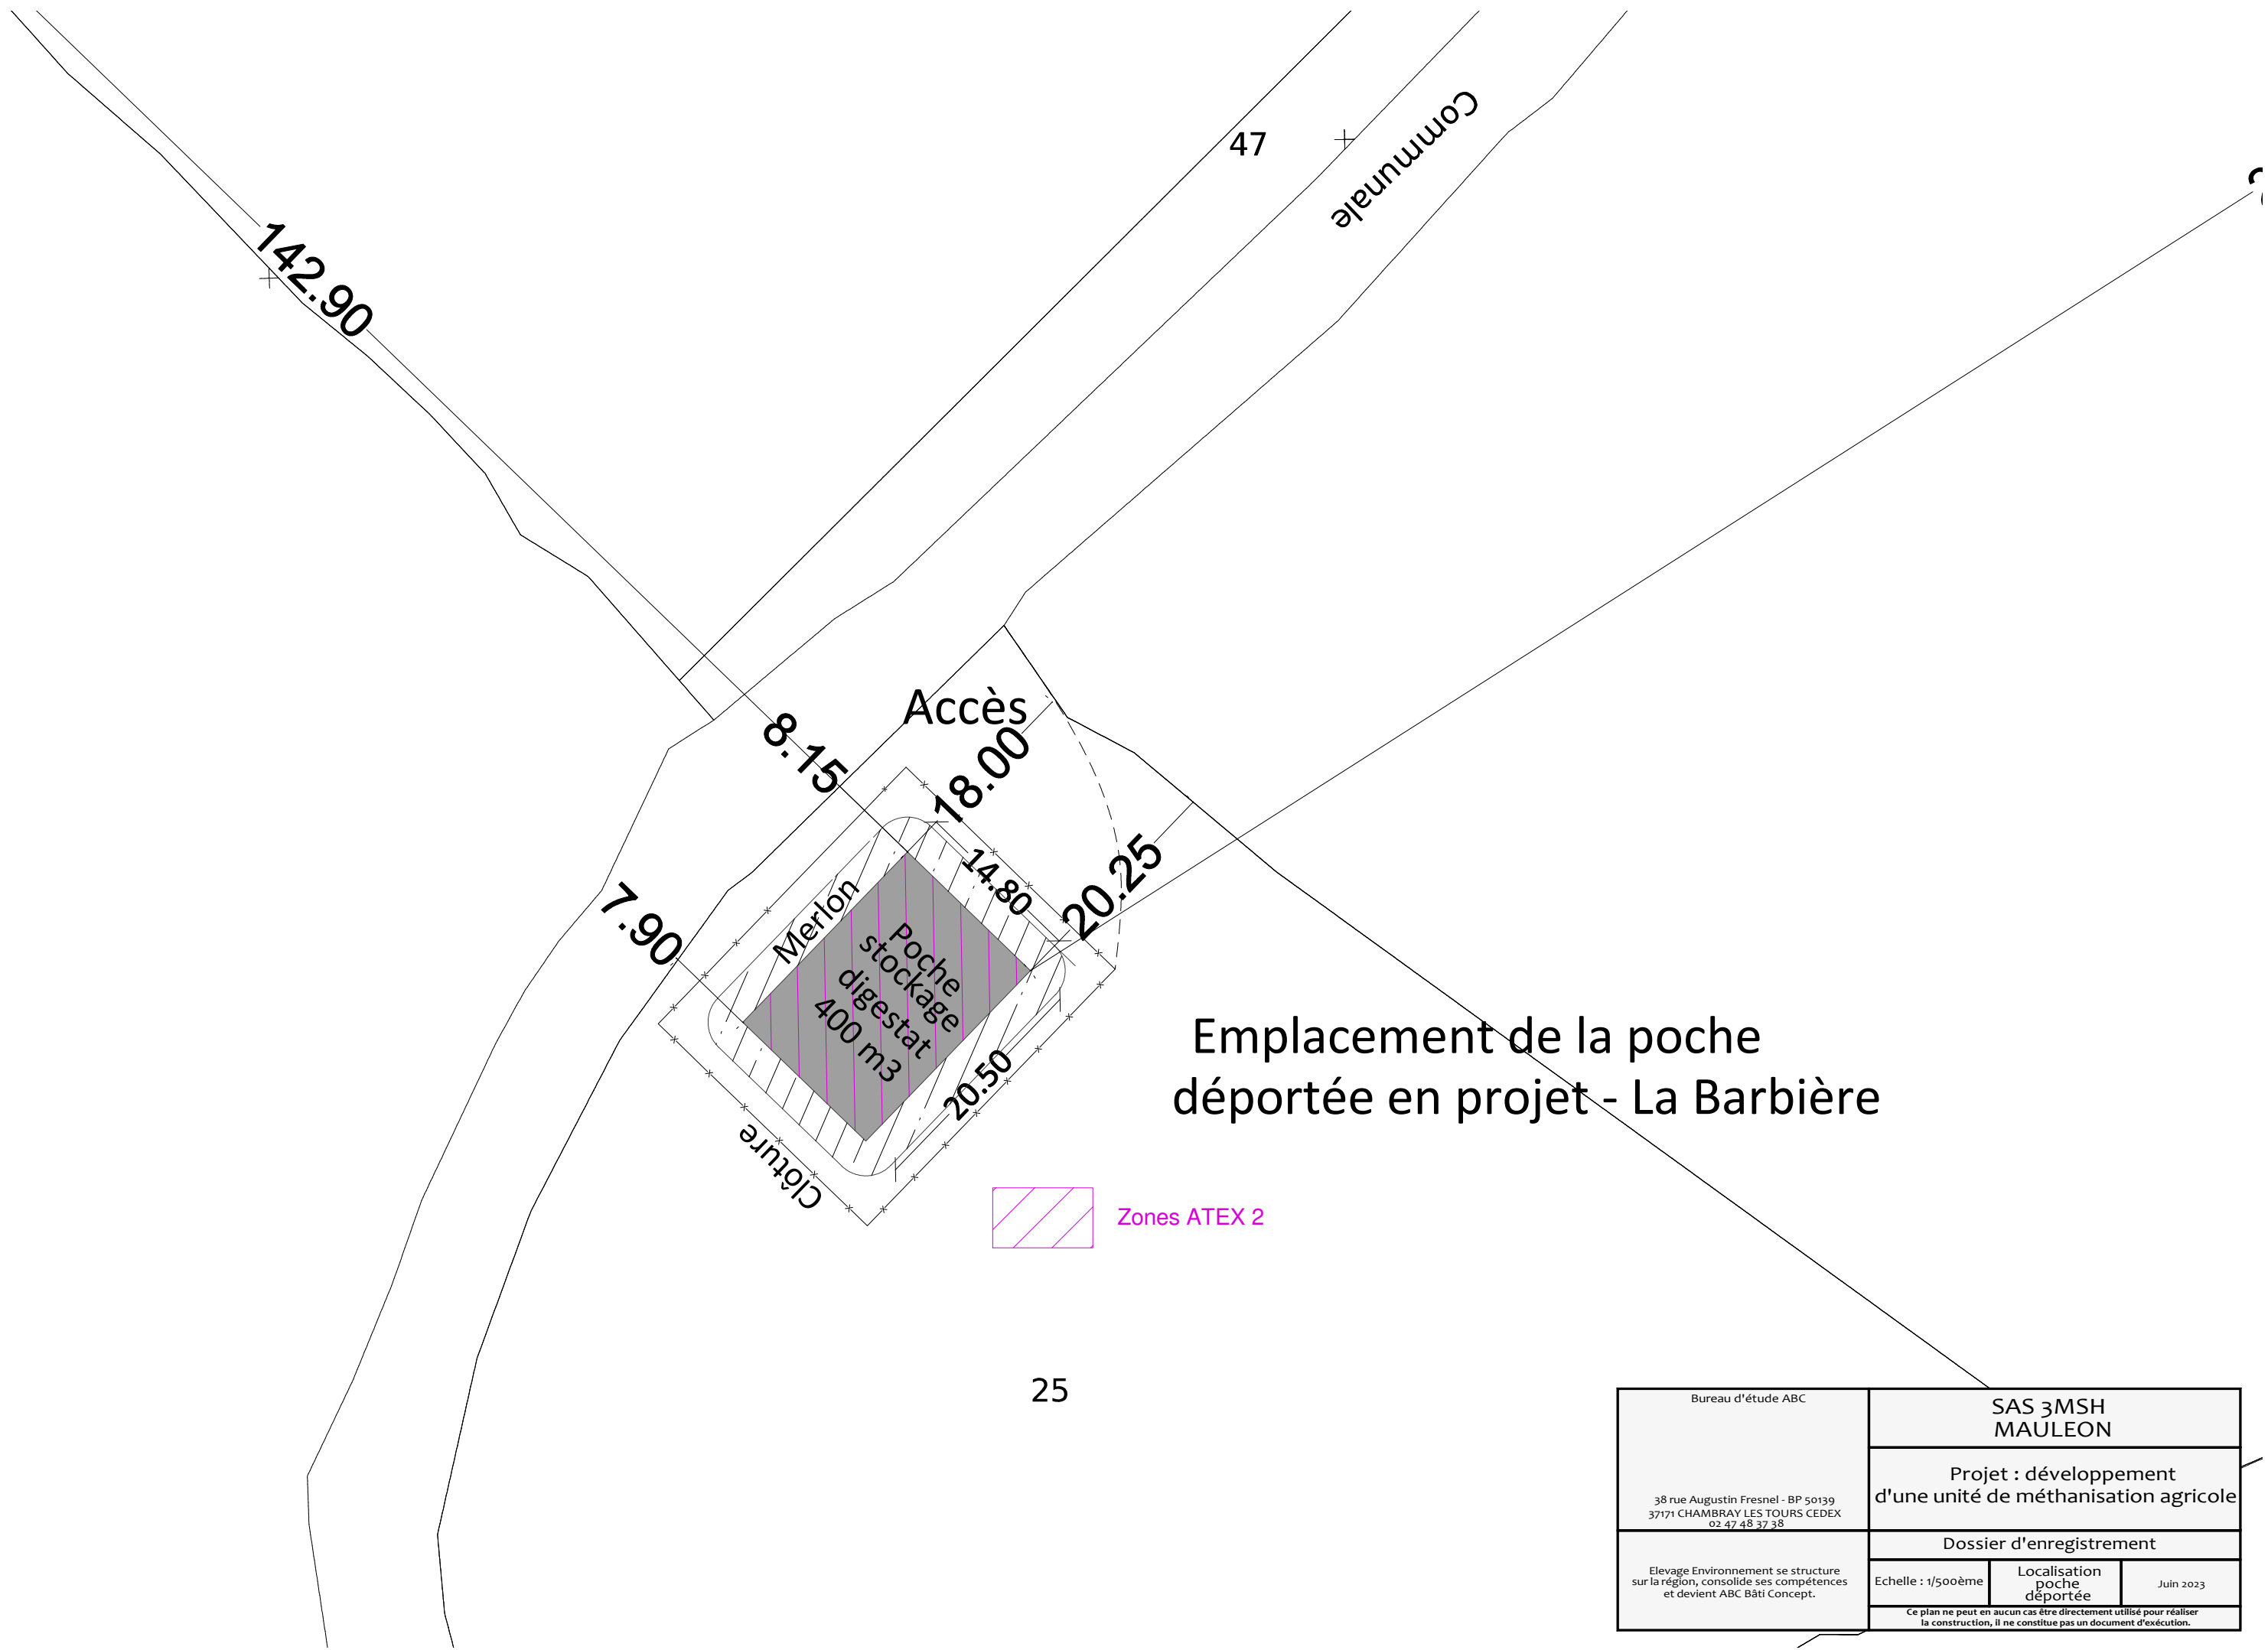 47
Communale
142.90
Accès
8.15
18.00
14.80
20.25
7.90
Merlon
Poche
stockage
digestat
400 m3
20.50
Clôture
Emplacement de la poche
déportée en projet - La Barbière
Zones ATEX 2
25
Bureau d'étude ABC
38 rue Augustin Fresnel - BP 50139
37171 CHAMBRAY LES TOURS CEDEX
02 47 48 37 38
Elevage Environnement se structure
sur la région, consolide ses compétences
et devient ABC Bâti Concept.
SAS 3MSH
MAULEON
Projet : développement
d'une unité de méthanisation agricole
Dossier d'enregistrement
Echelle : 1/500ème
Localisation
poche
déportée
Juin 2023
Ce plan ne peut en aucun cas être directement utilisé pour réaliser
la construction, il ne constitue pas un document d'exécution.